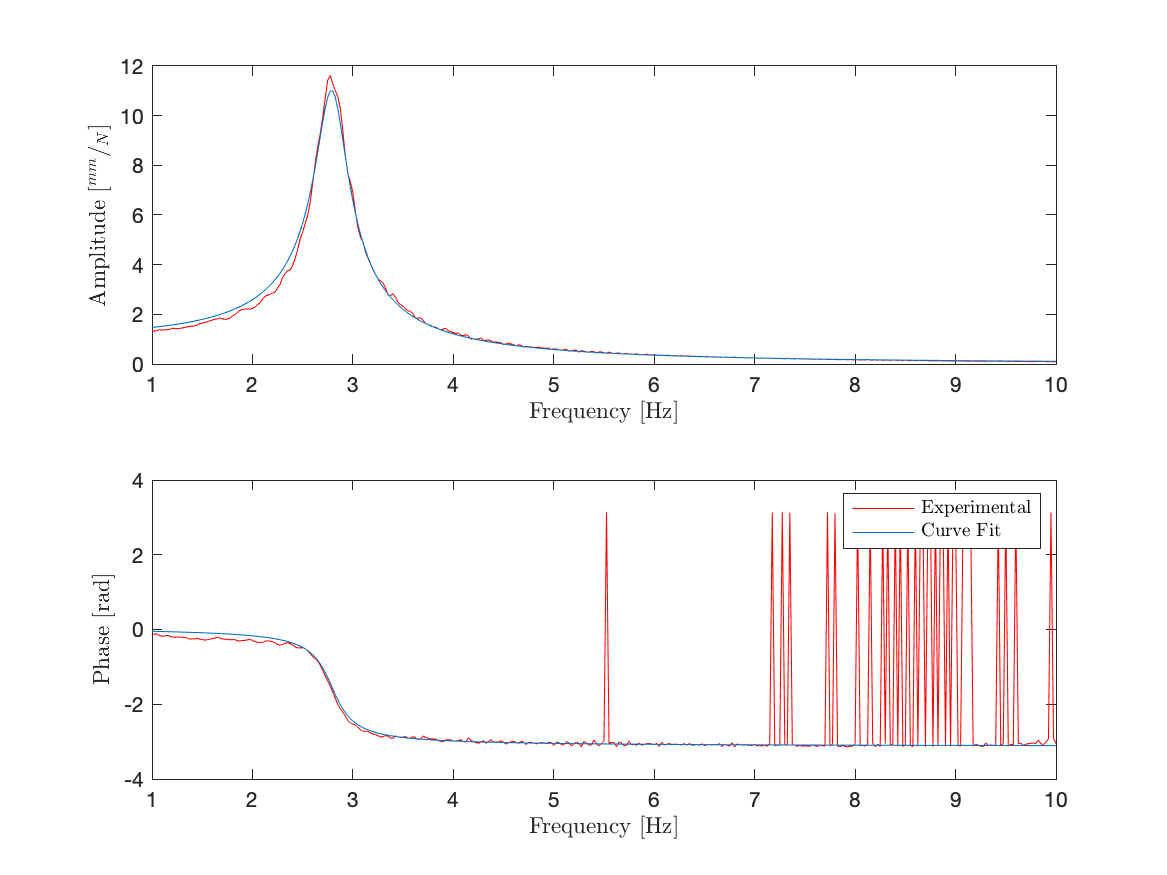 12
10
8
6
4
2
0
Amplitude [mm/N]
1 2 3 4 5 6 7 8 9 10
Frequency [Hz]
4
2
0
-2
-4
Phase [rad]
Experimental
Curve Fit
1 2 3 4 5 6 7 8 9 10
Frequency [Hz]